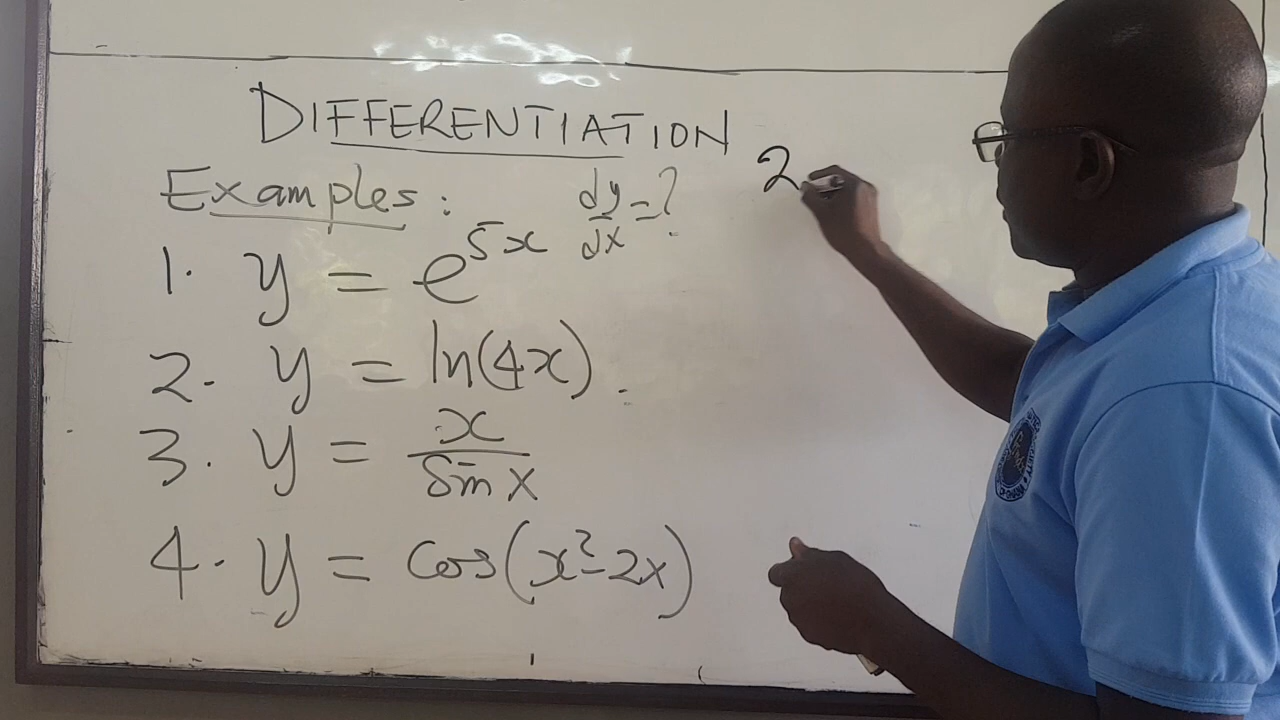 DIFFERENTIATION
Examples: dy/dx = ?
2
1. y = e^5x
2. y = ln(4x).
3. y = x/sin x
4. y = cos(x²-2x)